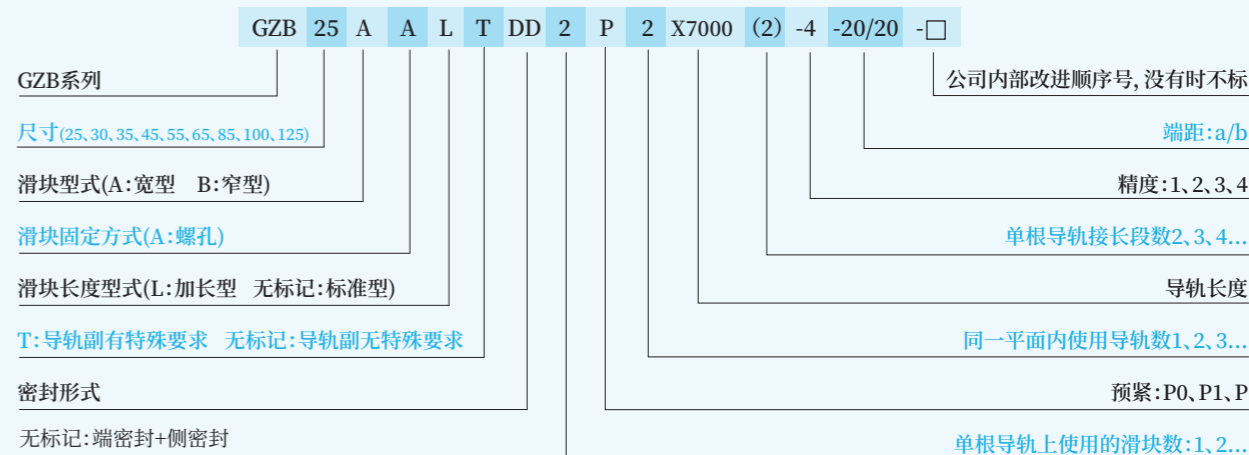 GZB 25 A A L T DD 2 P 2 X7000 (2) -4 -20/20 -□
GZB系列
公司内部改进顺序号, 没有时不标
尺寸(25、30、35、45、55、65、85、100、125)
端距:a/b
滑块型式(A:宽型 B:窄型)
精度:1、2、3、4
滑块固定方式(A:螺孔)
单根导轨接长段数2、3、4...
滑块长度型式(L:加长型 无标记:标准型)
导轨长度
T:导轨副有特殊要求 无标记:导轨副无特殊要求
同一平面内使用导轨数1、2、3...
密封形式
预紧:P0、P1、P
无标记:端密封+侧密封
单根导轨上使用的滑块数:1、2...